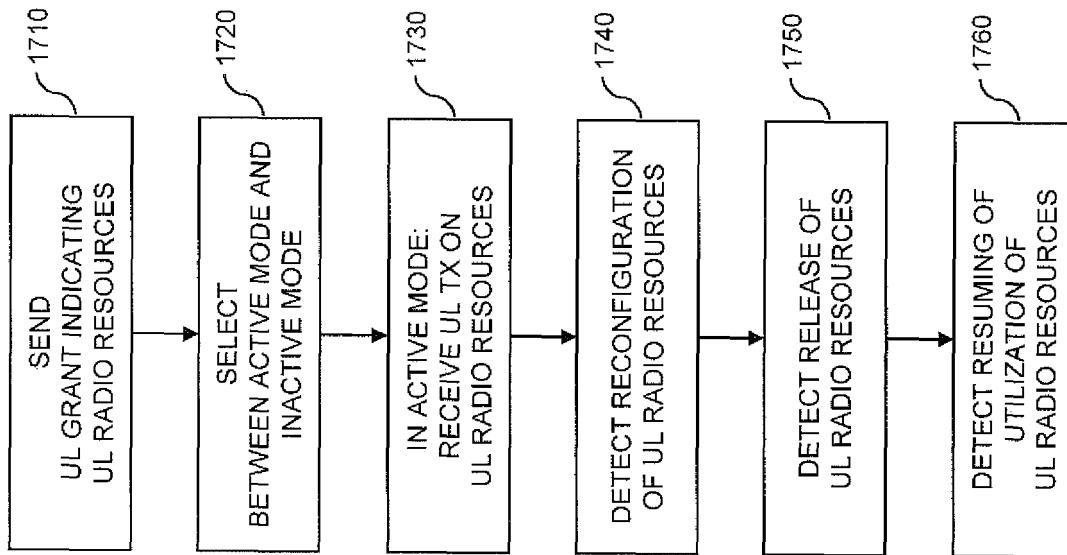 SEND
UL GRANT INDICATING
UL RADIO RESOURCES
1710
SELECT
BETWEEN ACTIVE MODE AND
INACTIVE MODE
1720
IN ACTIVE MODE:
RECEIVE UL TX ON
UL RADIO RESOURCES
1730
DETECT RECONFIGURATION
OF UL RADIO RESOURCES
1740
DETECT RELEASE OF
UL RADIO RESOURCES
1750
DETECT RESUMING OF
UTILIZATION OF
UL RADIO RESOURCES
1760